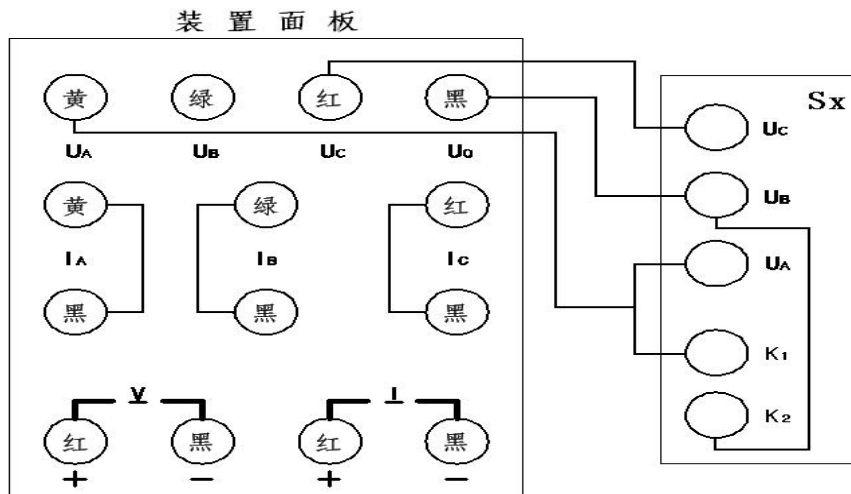 装置面板
Sx
黄 绿 红 黑
UA UB UC UO
UC
黄 绿 红
UB
IA IB IC
UA
黑 黑 黑
K1
V I
K2
红 黑 红 黑
+ − + −